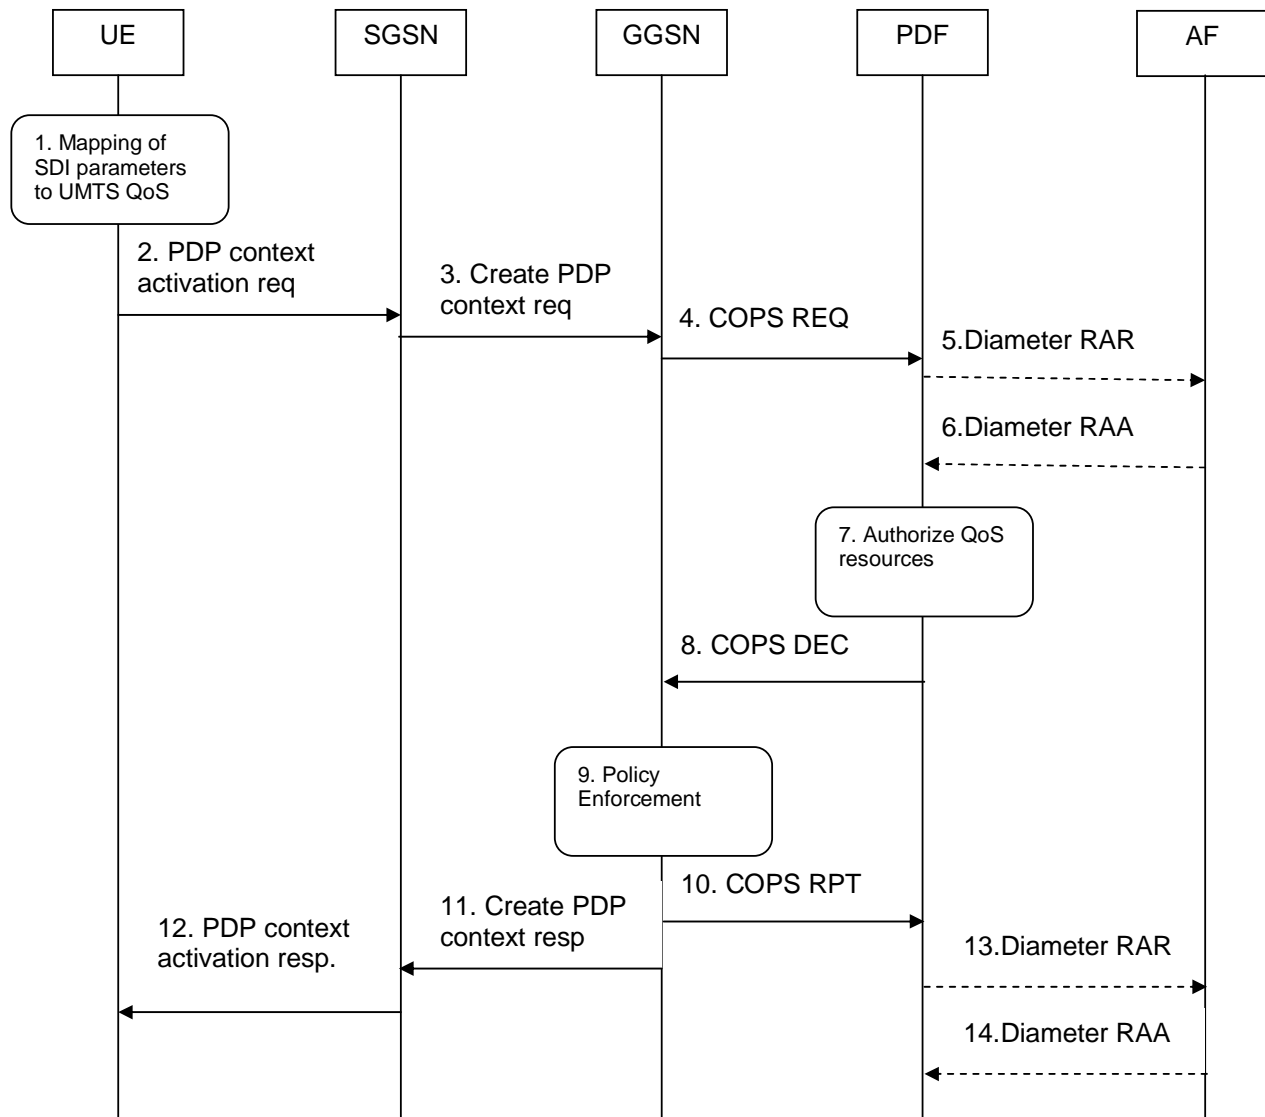 UE
SGSN
GGSN
PDF
AF
1. Mapping of
SDI parameters
to UMTS QoS
2. PDP context
activation req
3. Create PDP
context req
4. COPS REQ
5.Diameter RAR
6.Diameter RAA
7. Authorize QoS
resources
8. COPS DEC
9. Policy
Enforcement
10. COPS RPT
11. Create PDP
context resp
12. PDP context
activation resp.
13.Diameter RAR
14.Diameter RAA